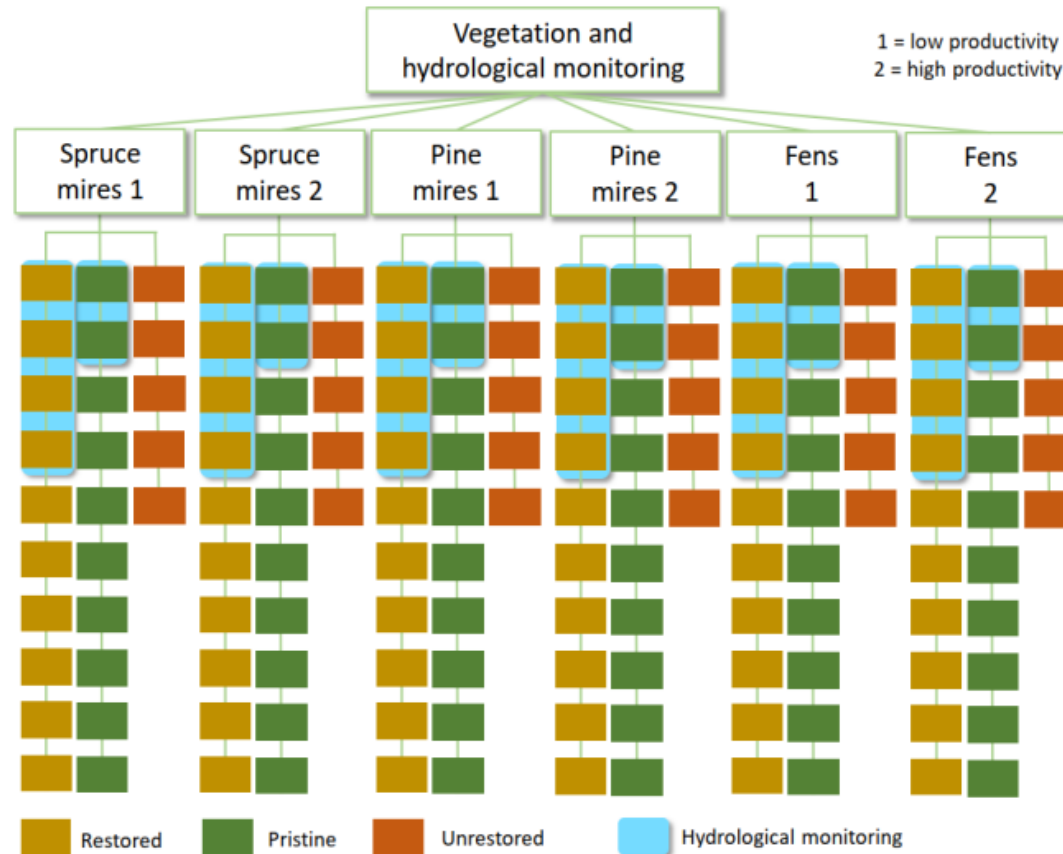 Vegetation and
hydrological monitoring
1 = low productivity
2 = high productivity
Spruce
mires 1
Spruce
mires 2
Pine
mires 1
Pine
mires 2
Fens
1
Fens
2
Restored
Pristine
Unrestored
Hydrological monitoring